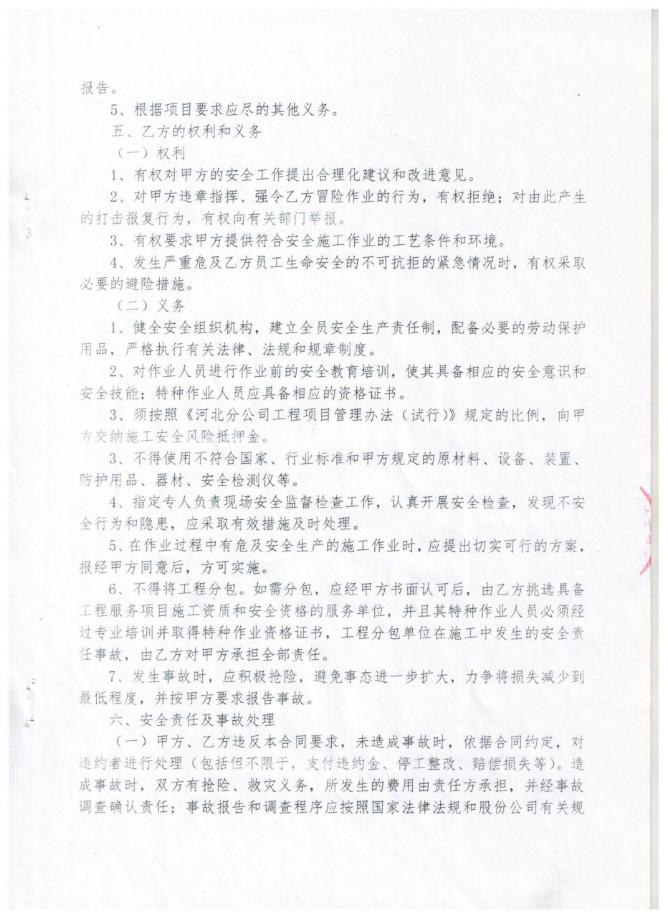 报告。
5、根据项目要求应尽的其他义务。
五、乙方的权利和义务
（一）权利
1、有权对甲方的安全工作提出合理化建议和改进意见。
2、对甲方违章指挥、强令乙方冒险作业的行为，有权拒绝；对由此产生
的打击报复行为，有权向有关部门举报。
3、有权要求甲方提供符合安全施工作业的工艺条件和环境。
4、发生严重危及乙方员工生命安全的不可抗拒的紧急情况时，有权采取
必要的避险措施。
（二）义务
1、健全安全组织机构，建立全员安全生产责任制，配备必要的劳动保护
用品，严格执行有关法律、法规和规章制度。
2、对作业人员进行作业前的安全教育培训，使其具备相应的安全意识和
安全技能；特种作业人员应具备相应的资格证书。
3、须按照《河北分公司工程项目管理办法（试行）》规定的比例，向甲
方交纳施工安全风险抵押金。
3、不得使用不符合国家、行业标准和甲方规定的原材料、设备、装置、
防护用品、器材、安全检测仪等。
4、指定专人负责现场安全监督检查工作，认真开展安全检查，发现不安
全行为和隐患，应采取有效措施及时处理。
5、在作业过程中有危及安全生产的施工作业时，应提出切实可行的方案，
报经甲方同意后，方可实施。
6、不得将工程分包。如需分包，应经甲方书面认可后，由乙方挑选具备
工程服务项目施工资质和安全资格的服务单位，并且其特种作业人员必须经
过专业培训并取得特种作业资格证书，工程分包单位在施工中发生的安全责
任事故，由乙方对甲方承担全部责任。
7、发生事故时，应积极抢险，避免事态进一步扩大，力争将损失减少到
最低程度，并按甲方要求报告事故。
六、安全责任及事故处理
（一）甲方、乙方违反本合同要求，未造成事故时，依据合同约定，对
违约者进行处理（包括但不限于，支付违约金、停工整改、赔偿损失等）。造
成事故时，双方有抢险、救灾义务，所发生的费用由责任方承担，并经事故
调查确认责任；事故报告和调查程序应按照国家法律法规和股份公司有关规